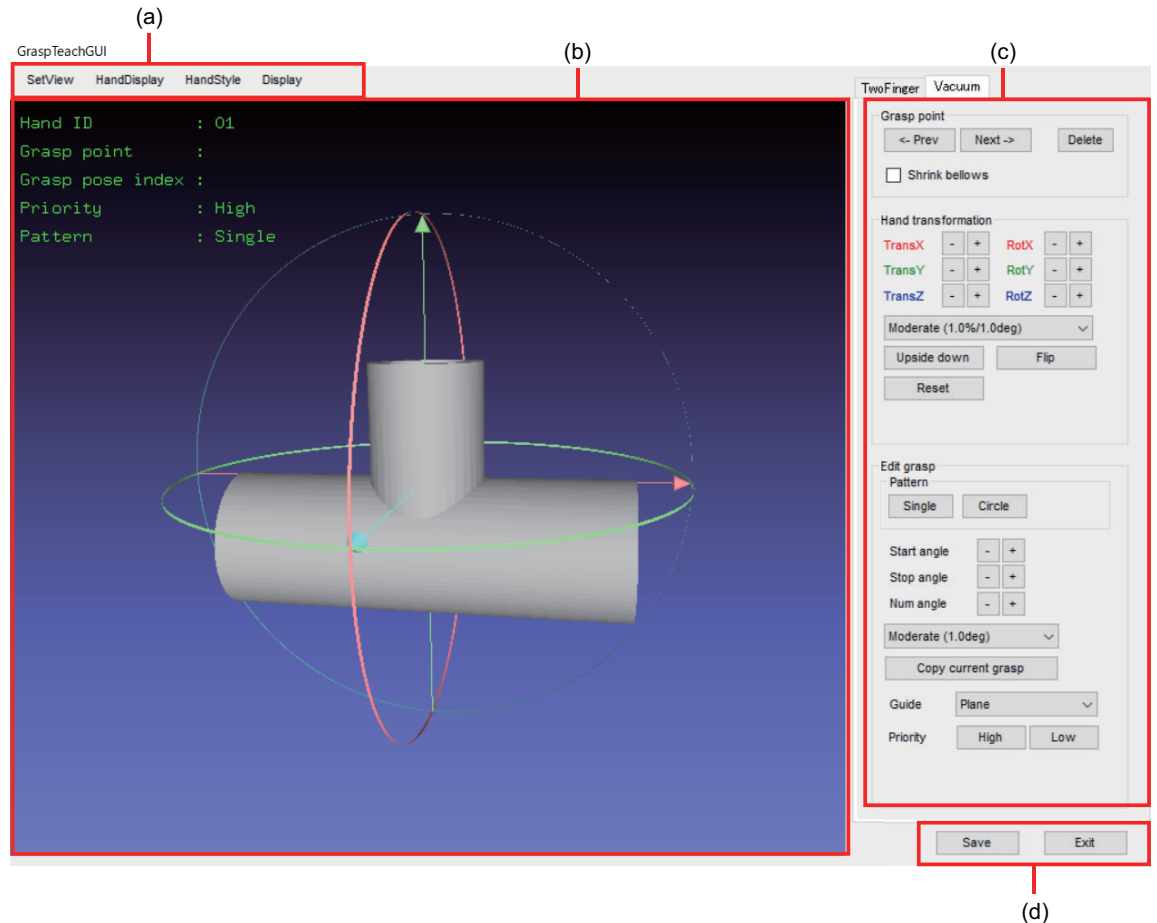 (a)
(b)
(c)
GraspTeachGUI
SetView HandDisplay HandStyle Display
TwoFinger Vacuum
Hand ID : 01
Grasp point :
Grasp pose index :
Priority : High
Pattern : Single
Grasp point
<- Prev Next -> Delete
Shrink bellows
Hand transformation
TransX - + RotX - +
TransY - + RotY - +
TransZ - + RotZ - +
Moderate (1.0%/1.0deg)
Upside down Flip
Reset
Edit grasp
Pattern
Single Circle
Start angle - +
Stop angle - +
Num angle - +
Moderate (1.0deg)
Copy current grasp
Guide Plane
Priority High Low
Save Exit
(d)